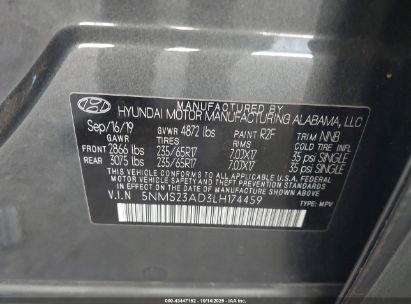 MANUFACTURED BY
HYUNDAI MOTOR MANUFACTURING ALABAMA, LLC
Sep/16/19 GVWR 4872 lbs PAINT R2F TRIM NNB
GAWR TIRES RIMS COLD TIRE INFL
FRONT 2866 lbs 235/65R17 7.0JX17 35 psi SINGLE
REAR 3075 lbs 235/65R17 7.0JX17 35 psi SINGLE
THIS VEHICLE CONFORMS TO ALL APPLICABLE
U.S.A. FEDERAL MOTOR VEHICLE SAFETY
STANDARDS IN EFFECT ON THE DATE OF
MANUFACTURE SHOWN ABOVE.
V.I.N 5NMS23AD3LH174459
TYPE: MPV